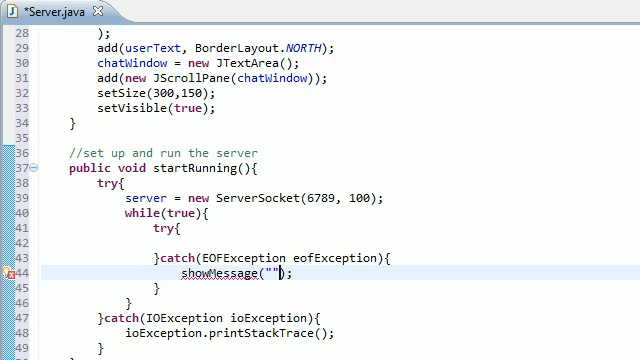 *Server.java
28 );
29 add(userText, BorderLayout.NORTH);
30 chatWindow = new JTextArea();
31 add(new JScrollPane(chatWindow));
32 setSize(300,150);
33 setVisible(true);
34 }
35
36 //set up and run the server
37 public void startRunning(){
38 try{
39 server = new ServerSocket(6789, 100);
40 while(true){
41 try{
42
43 }catch(EOFException eofException){
44 showMessage("");
45 }
46 }
47 }catch(IOException ioException){
48 ioException.printStackTrace();
49 }